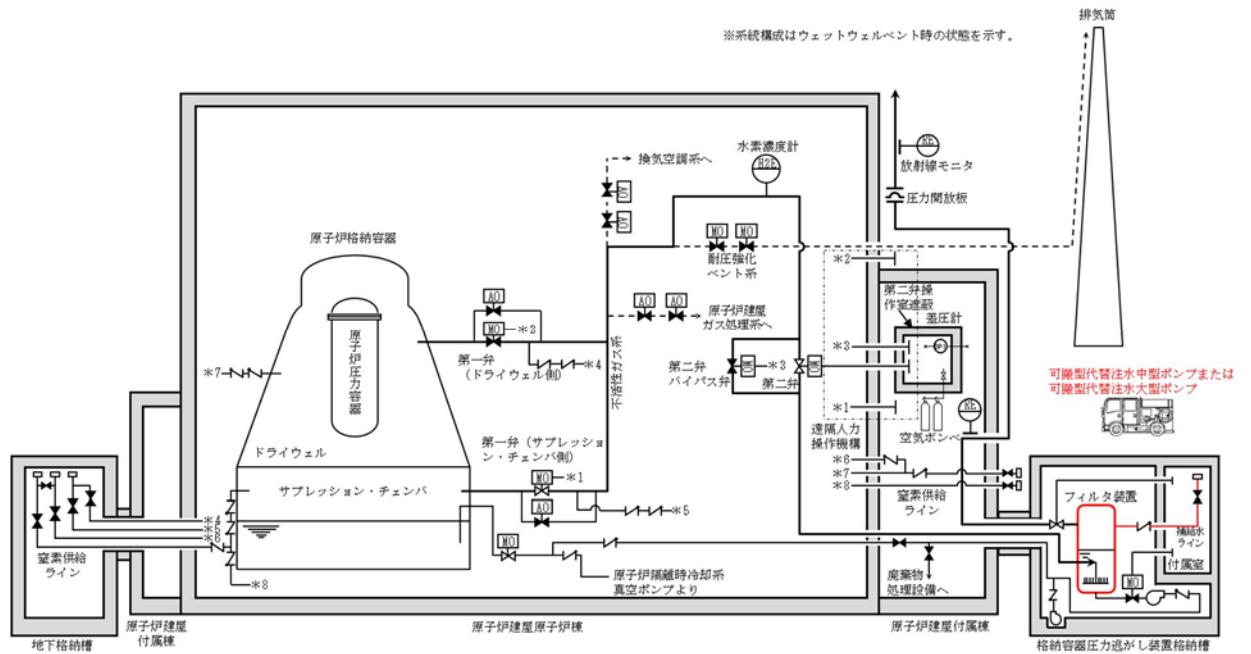 ※系統構成はウェットウェルベント時の状態を示す。
排気筒
水素濃度計
H2E
換気空調系へ
AO
AO
RE
放射線モニタ
圧力開放板
原子炉格納容器
MO
MO
耐圧強化
ベント系
*2
AO
MO
*2
第一弁
(ドライウェル側)
*4
AO
AO
原子炉建屋
ガス処理系へ
不活性ガス系
第二弁操
作室遮蔽
差圧計
*3
第二弁
バイパス弁
MO
*3
第二弁
MO
*1
遠隔人力
操作機構
空気ボンベ
RE
可搬型代替注水中型ポンプまたは
可搬型代替注水大型ポンプ
原子炉圧力容器
*7
ドライウェル
第一弁(サプレッショ
ン・チェンバ側)
MO
*1
AO
*5
サプレッション・チェンバ
*6
*7
*8
窒素供給
ライン
フィルタ装置
補給水
ライン
付属室
MO
窒素供給
ライン
*8
MO
原子炉隔離時冷却系
真空ポンプより
廃棄物
処理設備へ
地下格納槽
原子炉建屋
付属棟
原子炉建屋原子炉棟
原子炉建屋付属棟
格納容器圧力逃がし装置格納槽